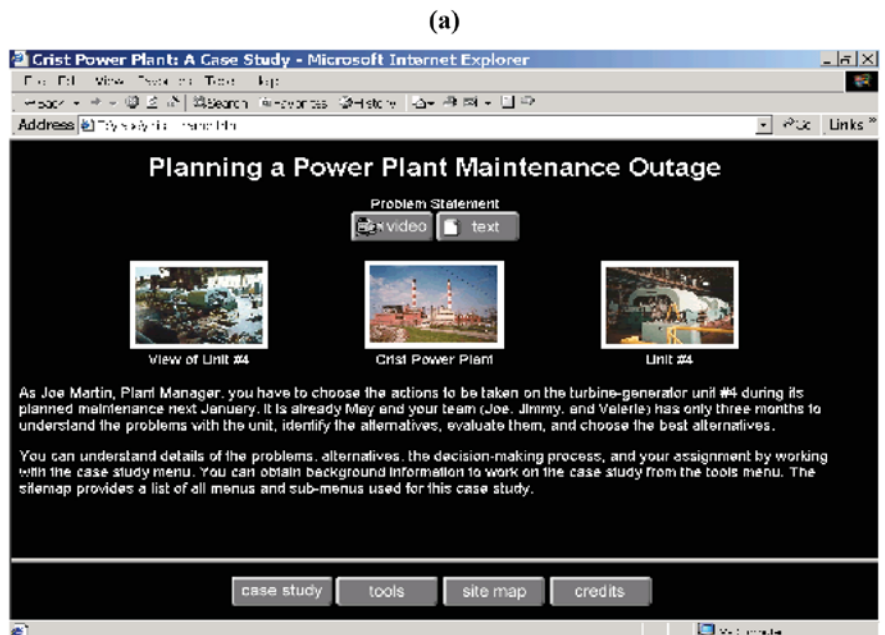 (a)
Crist Power Plant: A Case Study - Microsoft Internet Explorer
View
Search Favorites History
Address Links »
Planning a Power Plant Maintenance Outage
Problem Statement
video text
View of Unit #4 Crist Power Plant Unit #4
As Joe Martin, Plant Manager, you have to choose the actions to be taken on the turbine-generator unit #4 during its
planned maintenance next January. It is already May and your team (Joe, Jimmy, and Valerie) has only three months to
understand the problems with the unit, identify the alternatives, evaluate them, and choose the best alternatives.
You can understand details of the problems, alternatives, the decision-making process, and your assignment by working
with the case study menu. You can obtain background information to work on the case study from the tools menu. The
sitemap provides a list of all menus and sub-menus used for this case study.
case study tools site map credits